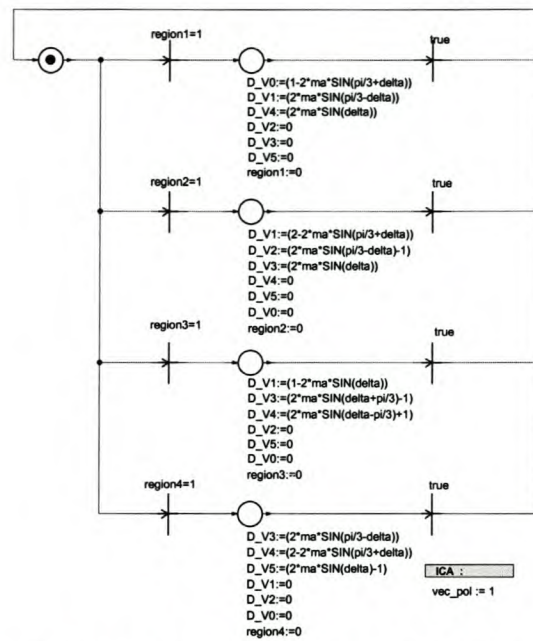 region1=1
true
D_V0:=(1-2*ma*SIN(pi/3+delta))
D_V1:=(2*ma*SIN(pi/3-delta))
D_V4:=(2*ma*SIN(delta))
D_V2:=0
D_V3:=0
D_V5:=0
region1:=0
region2=1
true
D_V1:=(2-2*ma*SIN(pi/3+delta))
D_V2:=(2*ma*SIN(pi/3-delta)-1)
D_V3:=(2*ma*SIN(delta))
D_V4:=0
D_V5:=0
D_V0:=0
region2:=0
region3=1
true
D_V1:=(1-2*ma*SIN(delta))
D_V3:=(2*ma*SIN(delta+pi/3)-1)
D_V4:=(2*ma*SIN(delta-pi/3)+1)
D_V2:=0
D_V5:=0
D_V0:=0
region3:=0
region4=1
true
D_V3:=(2*ma*SIN(pi/3-delta))
D_V4:=(2-2*ma*SIN(pi/3+delta))
D_V5:=(2*ma*SIN(delta)-1)
D_V1:=0
D_V2:=0
D_V0:=0
region4:=0
ICA :
vec_pol := 1